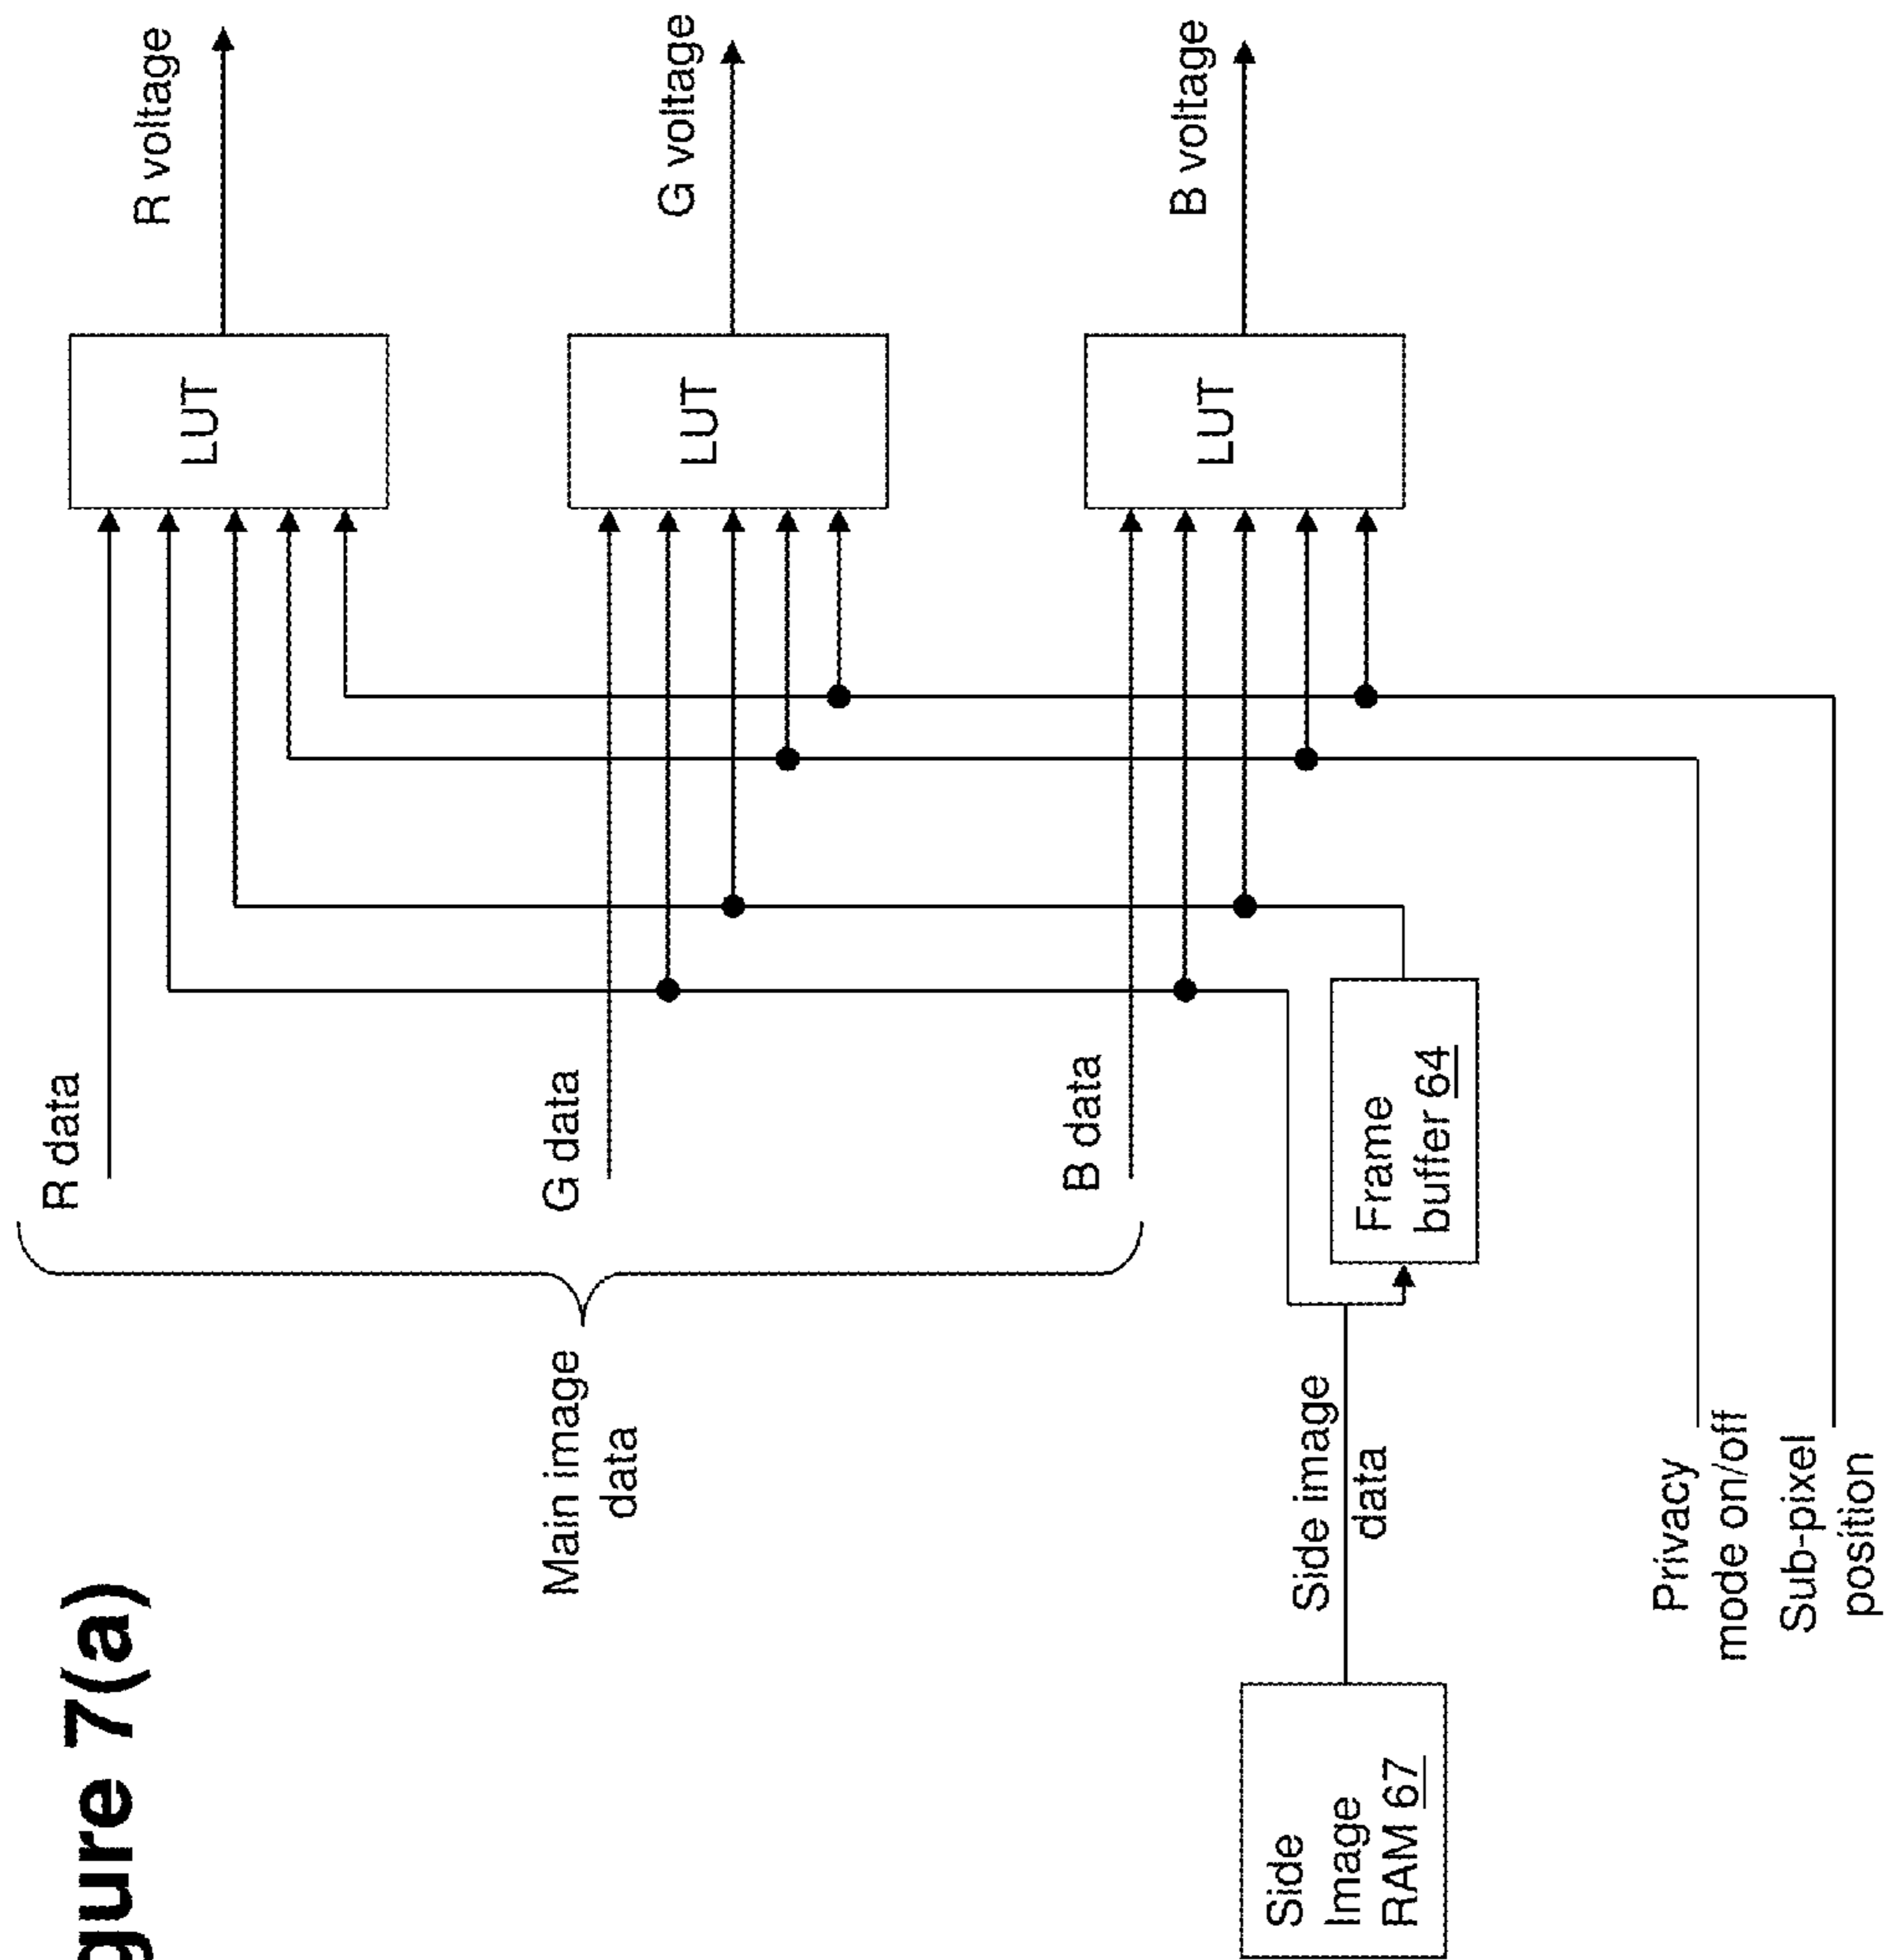 gure 7(a)
R data
R voltage
LUT
G data
G voltage
LUT
Main image
data
B data
B voltage
LUT
Side image
data
Frame
buffer 64
Side
Image
RAM 67
Privacy
mode on/off
Sub-pixel
position